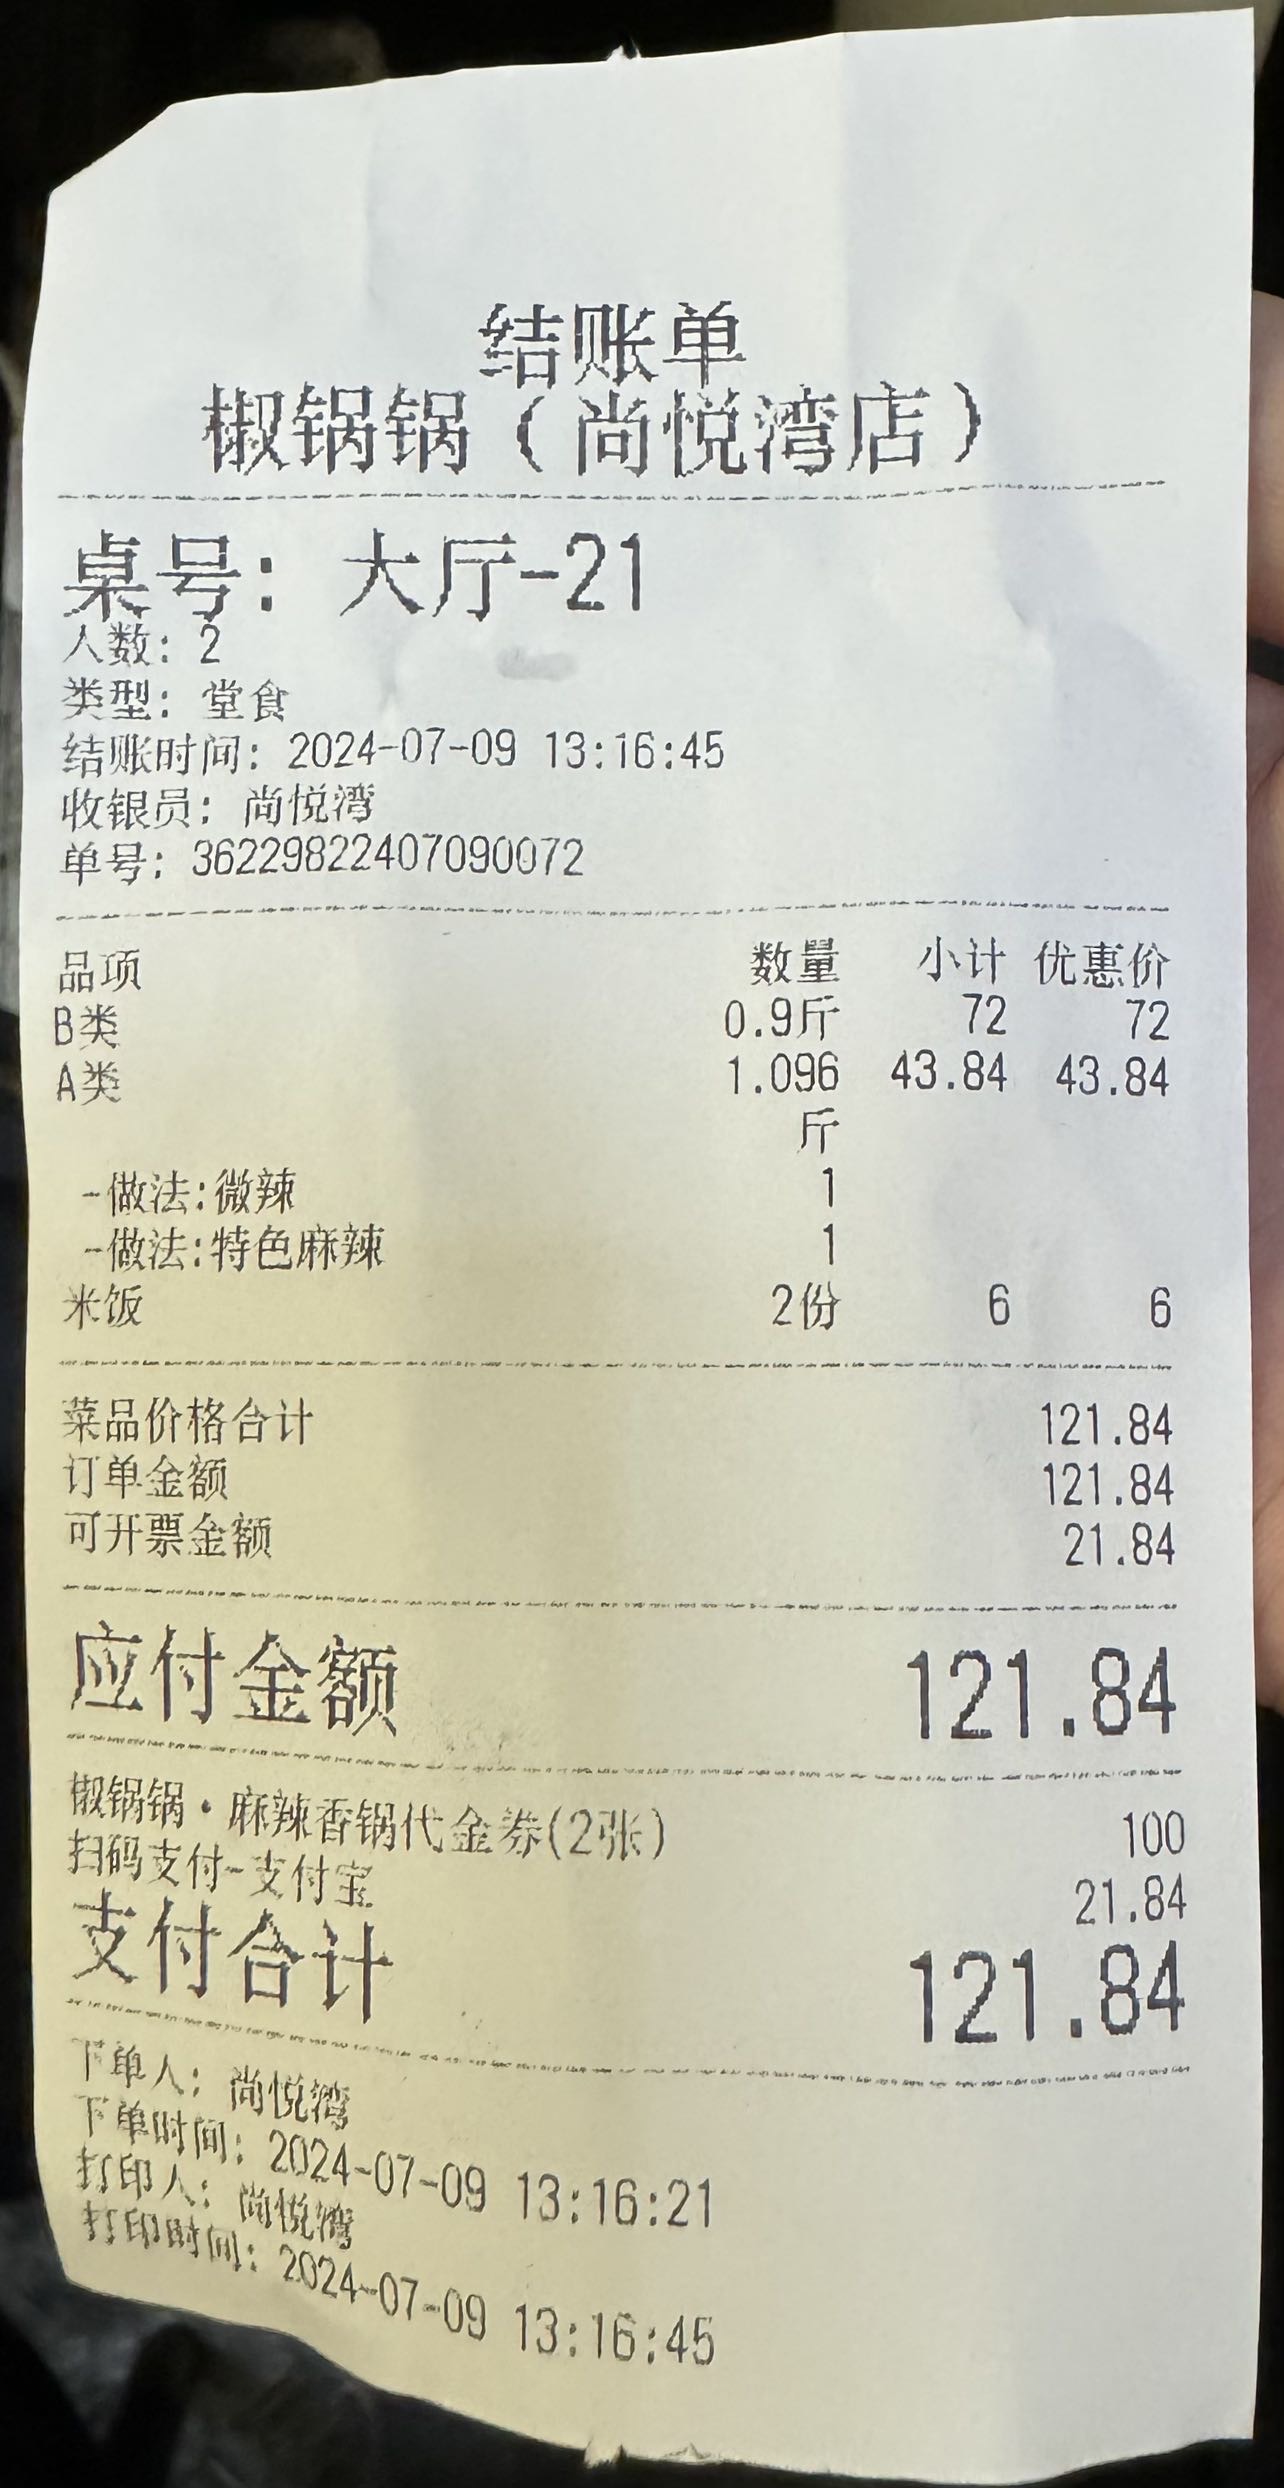 结账单
椒锅锅（尚悦湾店）
桌号：大厅-21
人数：2
类型：堂食
结账时间：2024-07-09 13:16:45
收银员：尚悦湾
单号：36229822407090072
品项 数量 小计 优惠价
B类 0.9斤 72 72
A类 1.096 43.84 43.84
斤
-做法:微辣 1
-做法:特色麻辣 1
米饭 2份 6 6
菜品价格合计 121.84
订单金额 121.84
可开票金额 21.84
应付金额 121.84
椒锅锅·麻辣香锅代金券(2张) 100
扫码支付-支付宝 21.84
支付合计 121.84
下单人：尚悦湾
下单时间：2024-07-09 13:16:21
打印人：尚悦湾
打印时间：2024-07-09 13:16:45